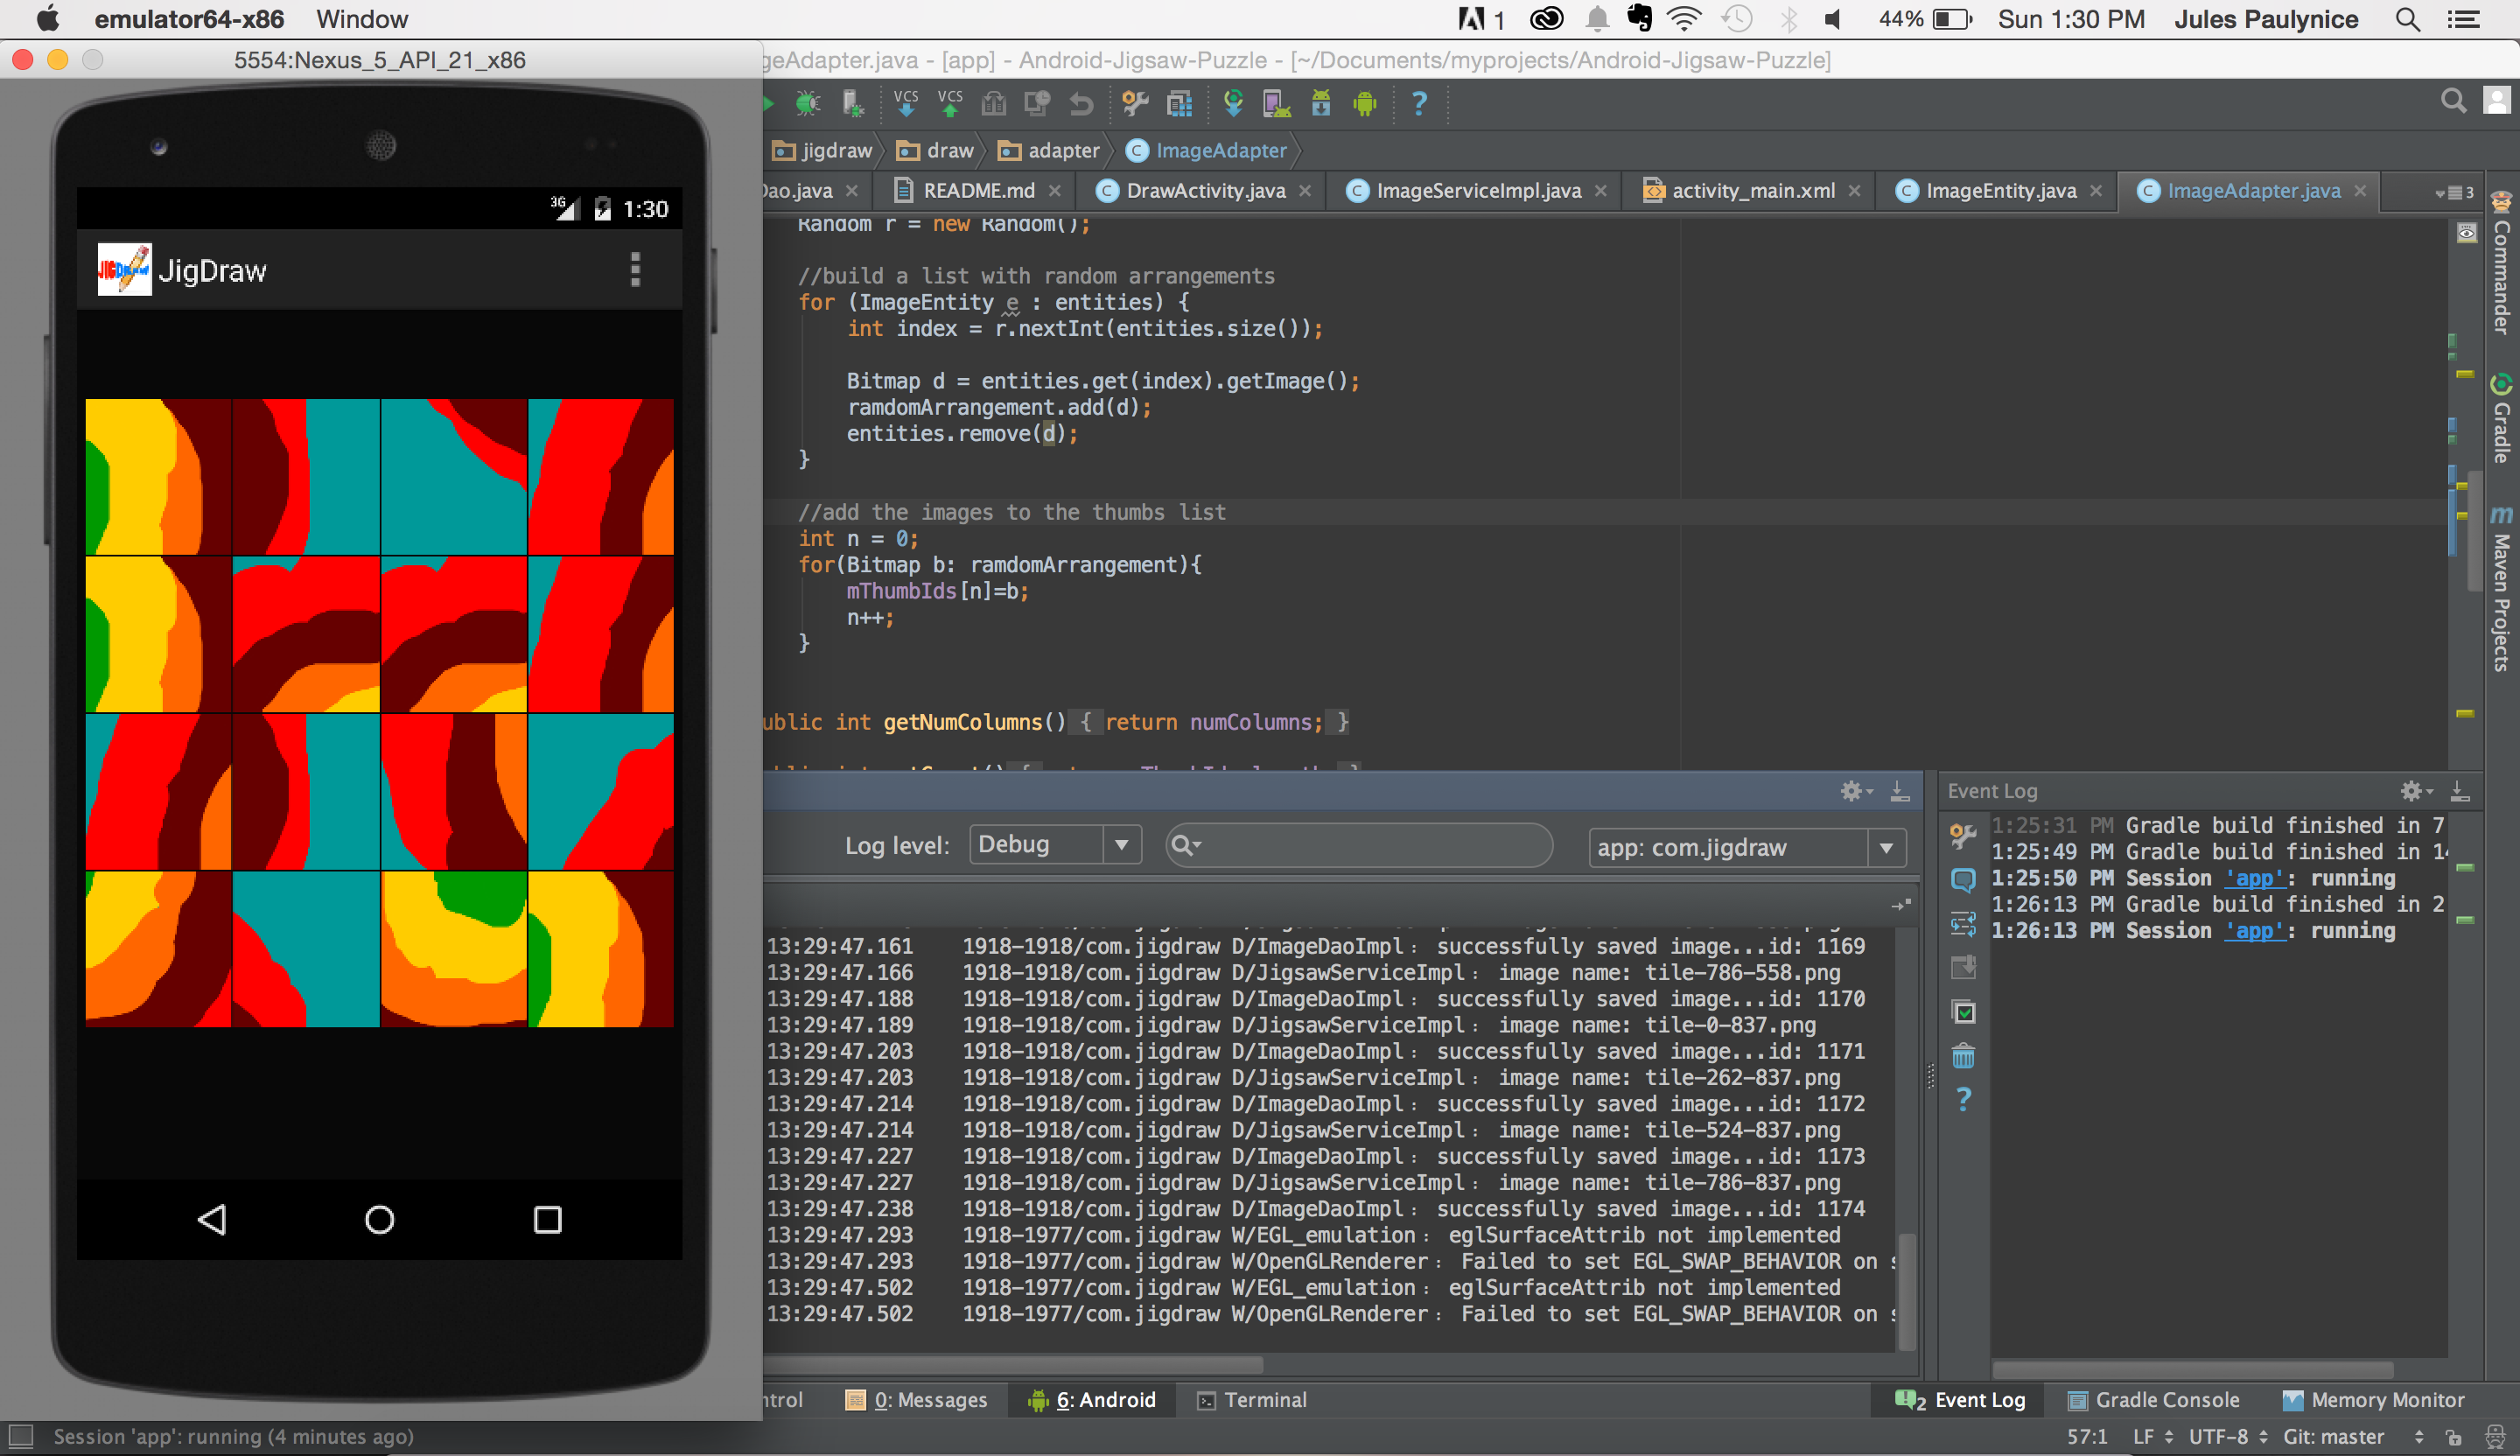 emulator64-x86 Window 1 44% Sun 1:30 PM Jules Paulynice
5554:Nexus_5_API_21_x86
geAdapter.java - [app] - Android-Jigsaw-Puzzle - [~/Documents/myprojects/Android-Jigsaw-Puzzle]
VCS VCS ?
jigdraw draw adapter C ImageAdapter
Dao.java README.md C DrawActivity.java C ImageServiceImpl.java activity_main.xml C ImageEntity.java C ImageAdapter.java 3
3G 1:30
JIGDraw JigDraw
Random r = new Random();
//build a list with random arrangements
for (ImageEntity e : entities) {
int index = r.nextInt(entities.size());
Bitmap d = entities.get(index).getImage();
ramdomArrangement.add(d);
entities.remove(d);
}
//add the images to the thumbs list
int n = 0;
for(Bitmap b: ramdomArrangement){
mThumbIds[n]=b;
n++;
}
ublic int getNumColumns() { return numColumns; }
Commander
Gradle
m Maven Projects
Log level: Debug app: com.jigdraw
13:29:47.161 1918-1918/com.jigdraw D/ImageDaoImpl: successfully saved image...id: 1169
13:29:47.166 1918-1918/com.jigdraw D/JigsawServiceImpl: image name: tile-786-558.png
13:29:47.188 1918-1918/com.jigdraw D/ImageDaoImpl: successfully saved image...id: 1170
13:29:47.189 1918-1918/com.jigdraw D/JigsawServiceImpl: image name: tile-0-837.png
13:29:47.203 1918-1918/com.jigdraw D/ImageDaoImpl: successfully saved image...id: 1171
13:29:47.203 1918-1918/com.jigdraw D/JigsawServiceImpl: image name: tile-262-837.png
13:29:47.214 1918-1918/com.jigdraw D/ImageDaoImpl: successfully saved image...id: 1172
13:29:47.214 1918-1918/com.jigdraw D/JigsawServiceImpl: image name: tile-524-837.png
13:29:47.227 1918-1918/com.jigdraw D/ImageDaoImpl: successfully saved image...id: 1173
13:29:47.227 1918-1918/com.jigdraw D/JigsawServiceImpl: image name: tile-786-837.png
13:29:47.238 1918-1918/com.jigdraw D/ImageDaoImpl: successfully saved image...id: 1174
13:29:47.293 1918-1977/com.jigdraw W/EGL_emulation: eglSurfaceAttrib not implemented
13:29:47.293 1918-1977/com.jigdraw W/OpenGLRenderer: Failed to set EGL_SWAP_BEHAVIOR on s
13:29:47.502 1918-1977/com.jigdraw W/EGL_emulation: eglSurfaceAttrib not implemented
13:29:47.502 1918-1977/com.jigdraw W/OpenGLRenderer: Failed to set EGL_SWAP_BEHAVIOR on s
Event Log
1:25:31 PM Gradle build finished in 7
1:25:49 PM Gradle build finished in 14
1:25:50 PM Session 'app': running
1:26:13 PM Gradle build finished in 2
1:26:13 PM Session 'app': running
?
ntrol 0: Messages 6: Android Terminal 2 Event Log Gradle Console Memory Monitor
Session 'app': running (4 minutes ago) 57:1 LF UTF-8 Git: master